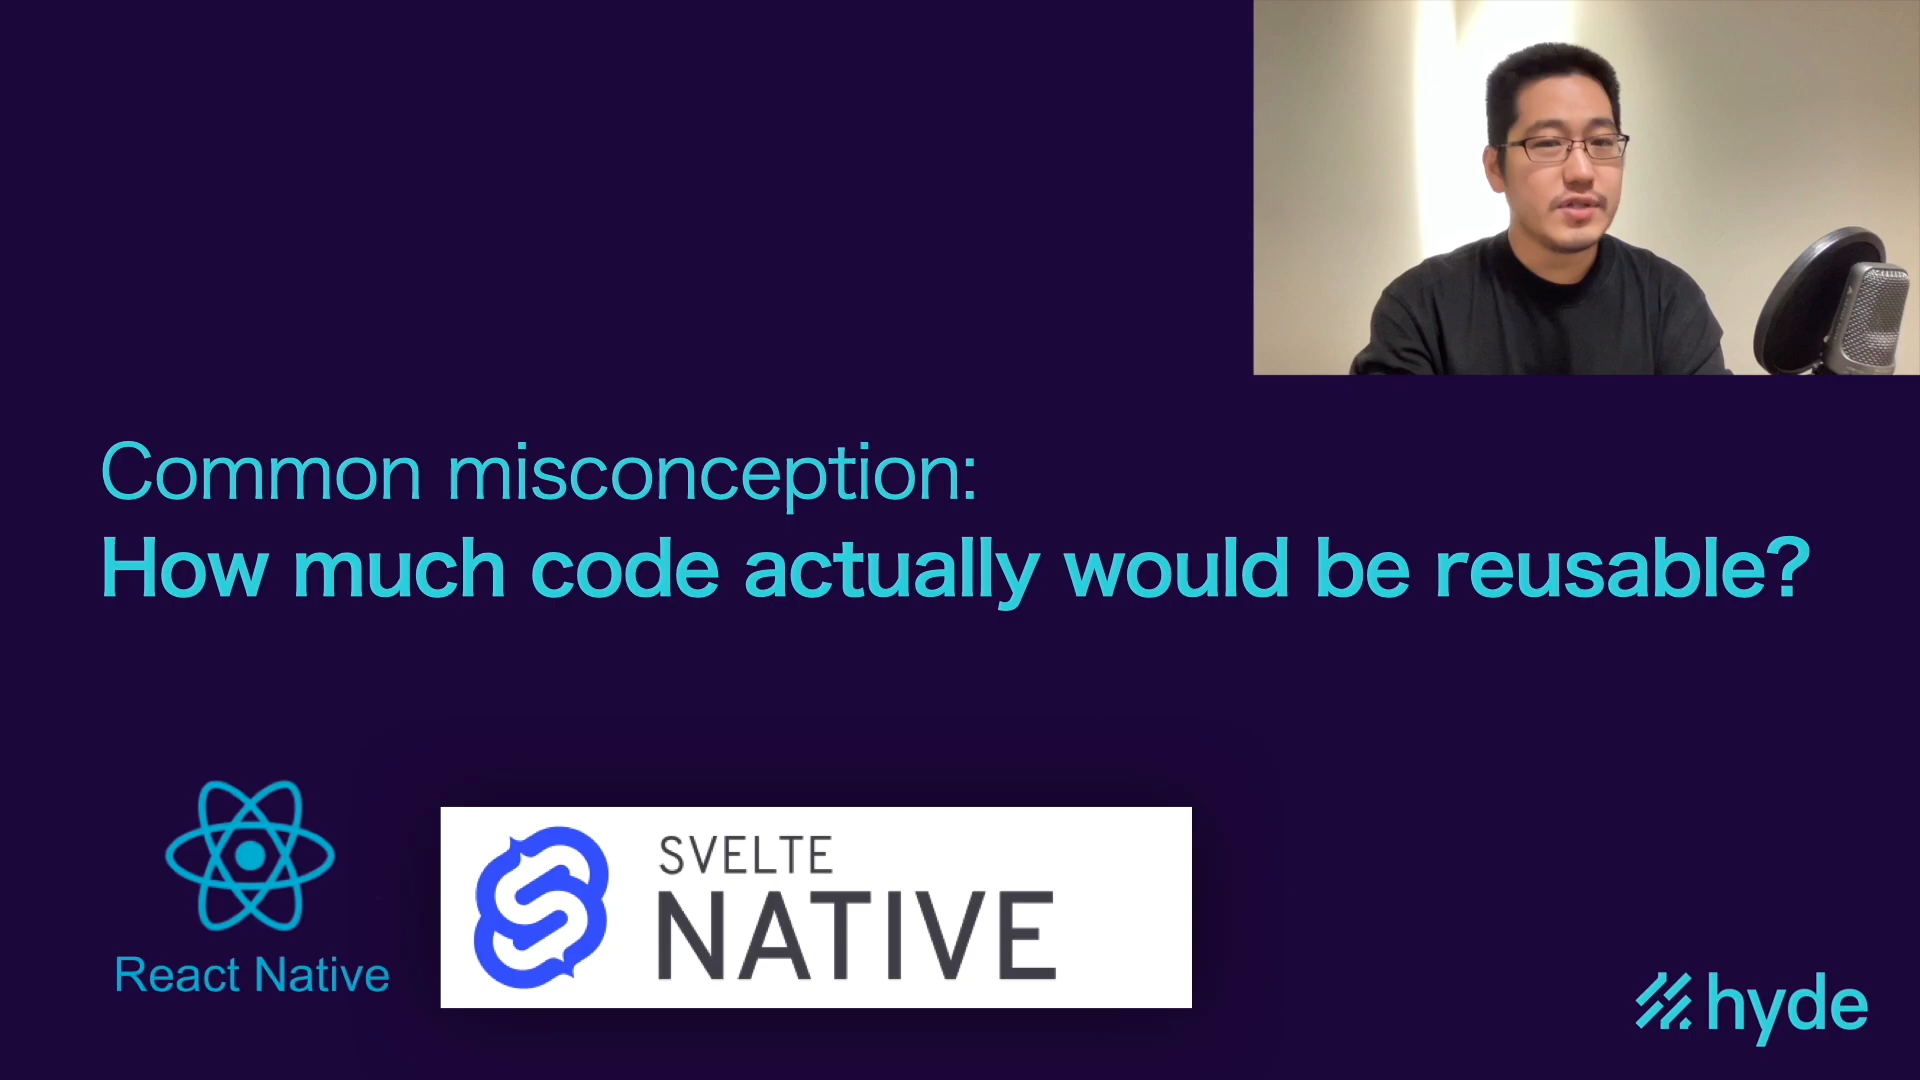 Common misconception:
How much code actually would be reusable?
React Native
SVELTE
NATIVE
hyde